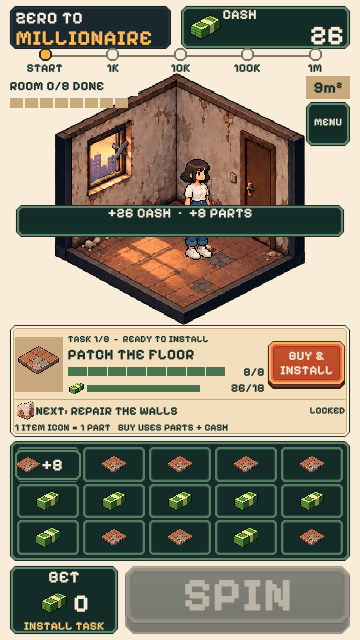 ZERO TO
MILLIONAIRE
CASH
26
START 1K 10K 100K 1M
ROOM 0/8 DONE
9m²
MENU
+26 CASH · +8 PARTS
TASK 1/8 - READY TO INSTALL
PATCH THE FLOOR
8/8
26/18
BUY &
INSTALL
NEXT: REPAIR THE WALLS
LOCKED
1 ITEM ICON = 1 PART BUY USES PARTS + CASH
+8
BET
0
INSTALL TASK
SPIN